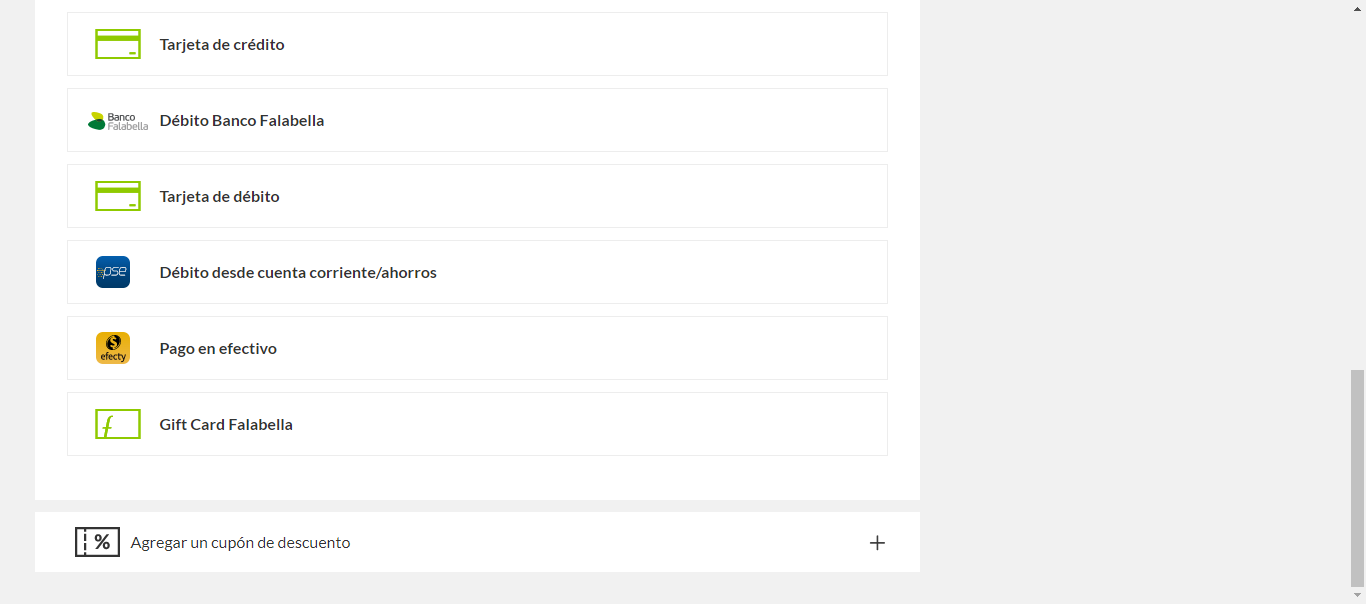 Tarjeta de crédito
Banco
Falabella
Débito Banco Falabella
Tarjeta de débito
pse
Débito desde cuenta corriente/ahorros
$
efecty
Pago en efectivo
f
Gift Card Falabella
%
Agregar un cupón de descuento
+